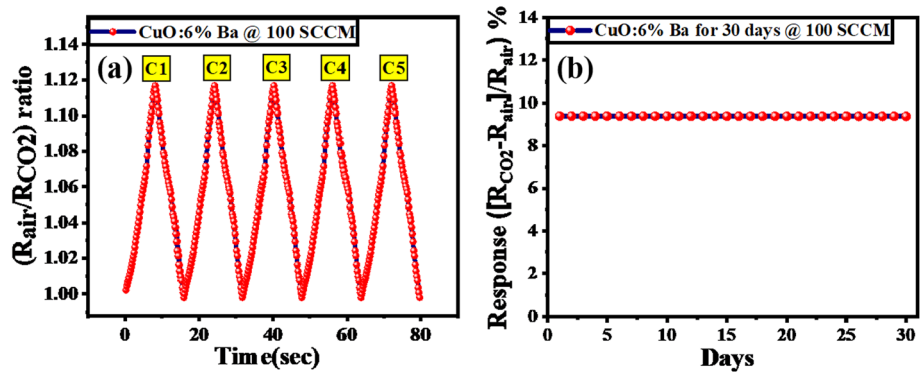 CuO:6% Ba @ 100 SCCM
(a)
C1 C2 C3 C4 C5
(Rair/RCO2) ratio
1.14
1.12
1.10
1.08
1.06
1.04
1.02
1.00
0 20 40 60 80
Time(sec)
CuO:6% Ba for 30 days @ 100 SCCM
(b)
Response ([RCO2-Rair]/Rair) %
14
12
10
8
6
4
2
0
0 5 10 15 20 25 30
Days